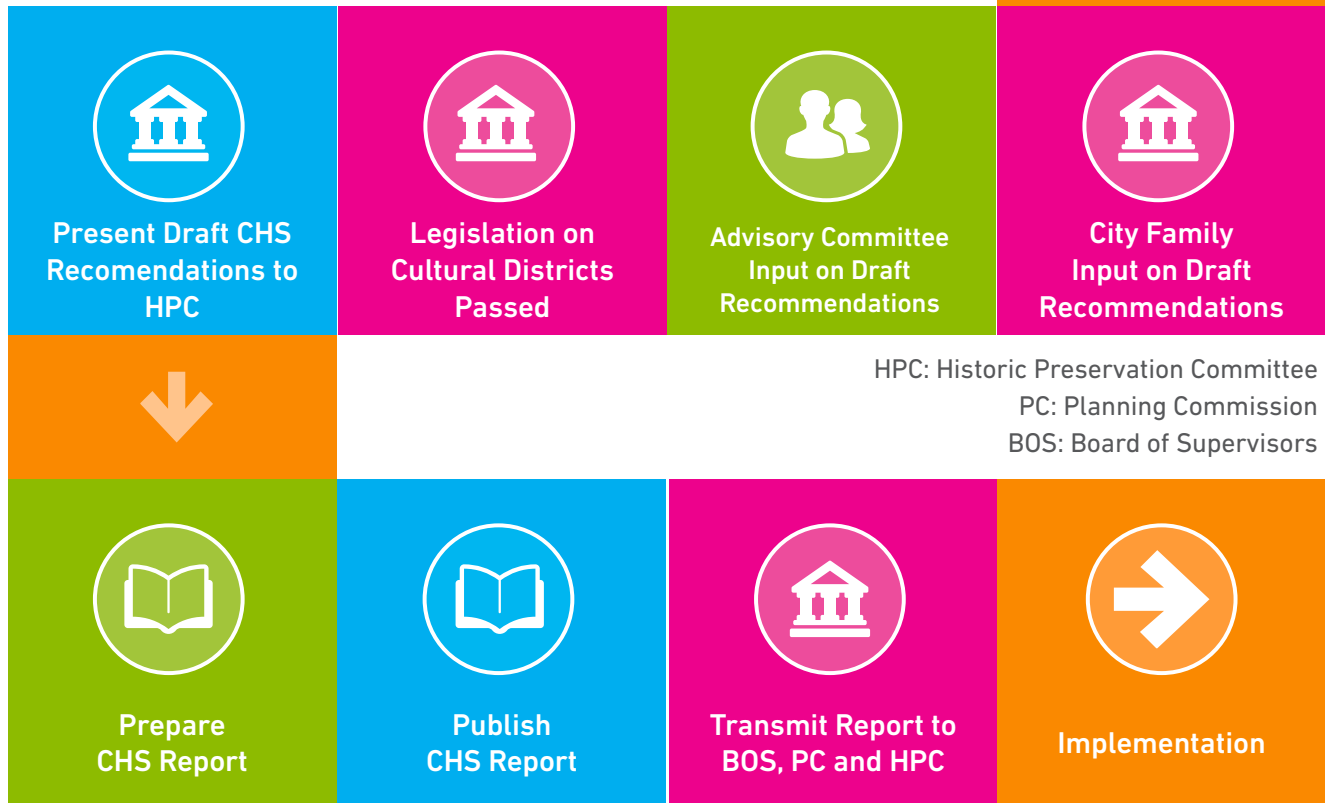 Present Draft CHS
Recomendations to
HPC
Legislation on
Cultural Districts
Passed
Advisory Committee
Input on Draft
Recommendations
City Family
Input on Draft
Recommendations
HPC: Historic Preservation Committee
PC: Planning Commission
BOS: Board of Supervisors
Prepare
CHS Report
Publish
CHS Report
Transmit Report to
BOS, PC and HPC
Implementation